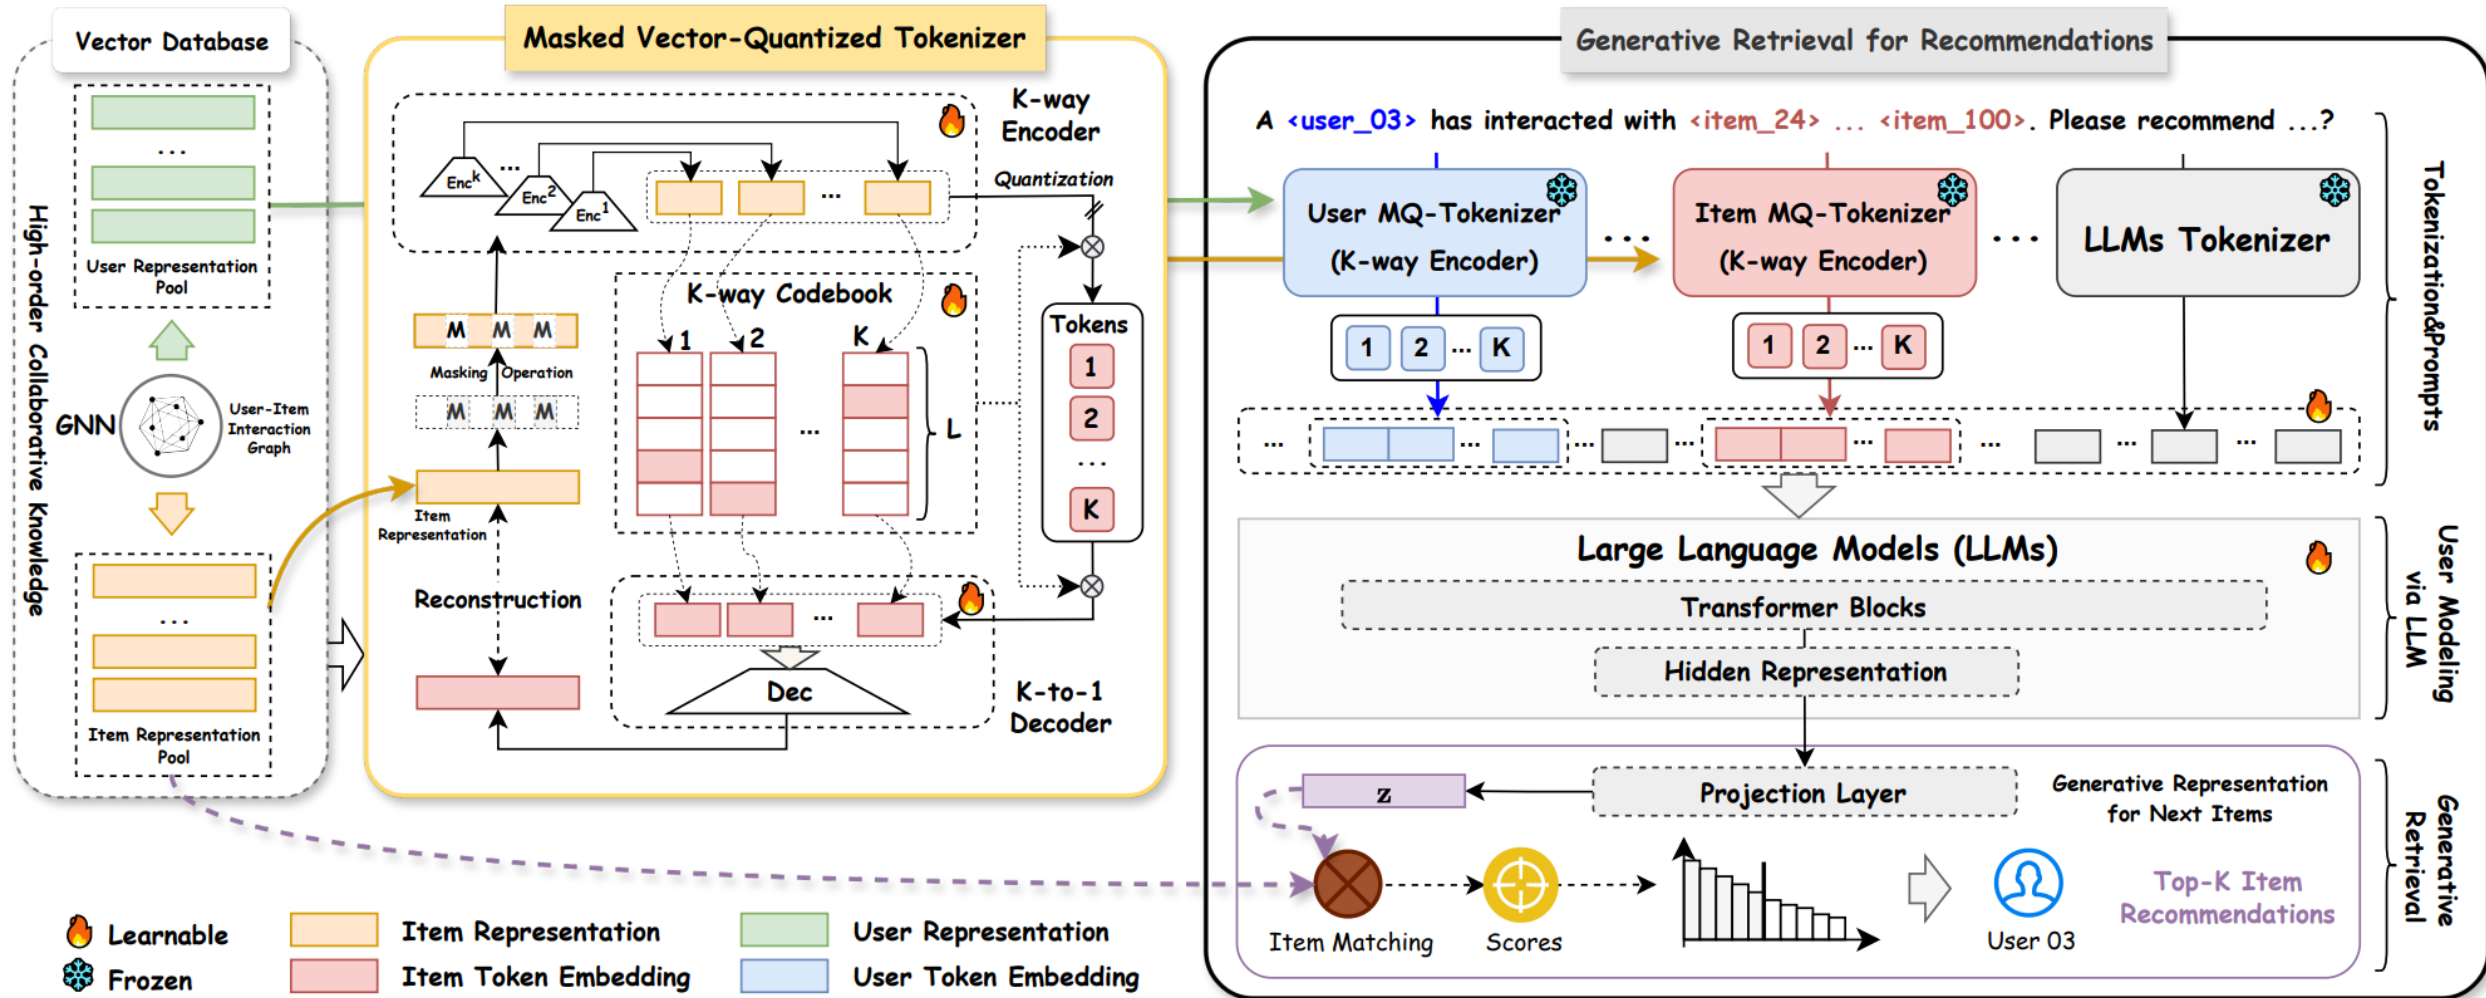 Vector Database
High-order Collaborative Knowledge
...
User Representation
Pool
GNN
User-Item
Interaction
Graph
...
Item Representation
Pool
Masked Vector-Quantized Tokenizer
K-way
Encoder
Enc^k
...
Enc^2
Enc^1
...
Quantization
M M M
Masking Operation
M M M
Item
Representation
Reconstruction
K-way Codebook
1 2 K
...
L
Tokens
1
2
...
K
...
Dec
K-to-1
Decoder
Generative Retrieval for Recommendations
A <user_03> has interacted with <item_24> ... <item_100>. Please recommend ...?
User MQ-Tokenizer
(K-way Encoder)
...
Item MQ-Tokenizer
(K-way Encoder)
...
LLMs Tokenizer
1 2 ... K
1 2 ... K
... ... ... ... ... ... ... ...
Tokenization&Prompts
Large Language Models (LLMs)
Transformer Blocks
Hidden Representation
User Modeling
via LLM
z
Projection Layer
Generative Representation
for Next Items
Item Matching
Scores
User 03
Top-K Item
Recommendations
Generative
Retrieval
Learnable
Item Representation
User Representation
Frozen
Item Token Embedding
User Token Embedding